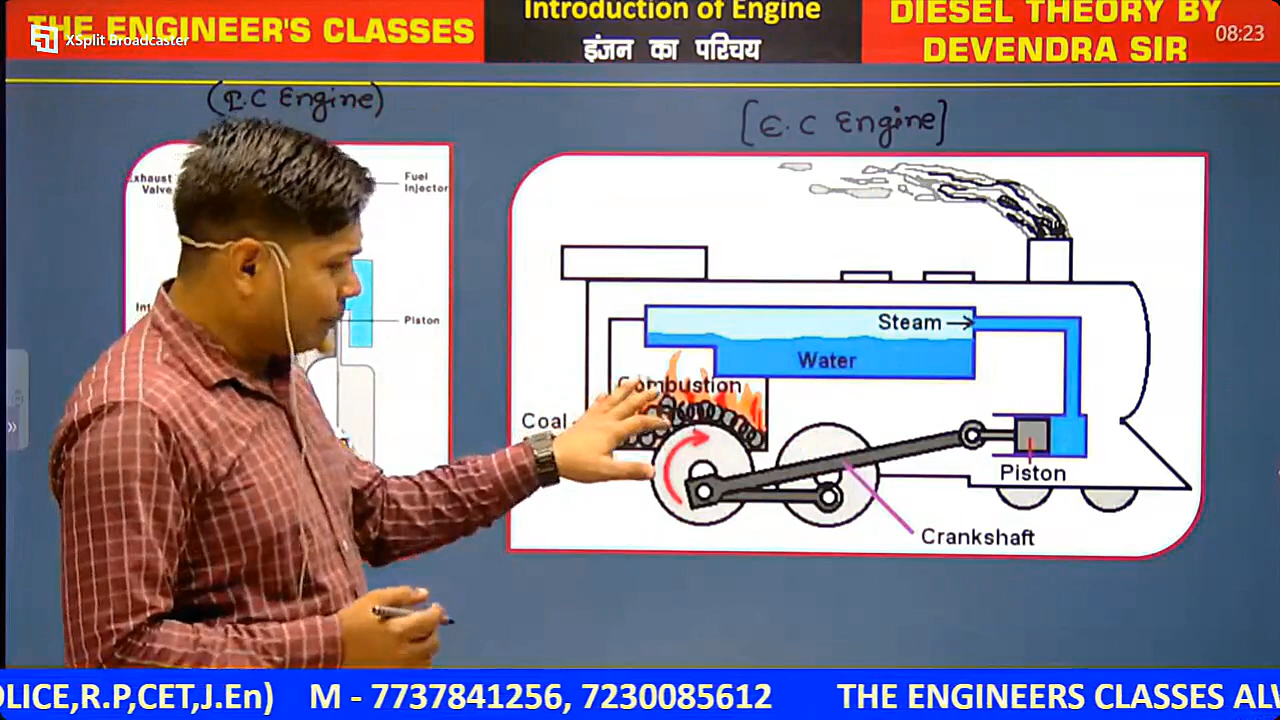 THE ENGINEER'S CLASSES
XSplit Broadcaster
Introduction of Engine
इंजन का परिचय
DIESEL THEORY BY
DEVENDRA SIR
08:23
(I.C Engine)
[E.C Engine]
Exhaust
Valve
Fuel
Injector
Int
Piston
Steam
Water
Combustion
Coal
Piston
Crankshaft
OLICE,R.P,CET,J.En) M - 7737841256, 7230085612 THE ENGINEERS CLASSES ALW